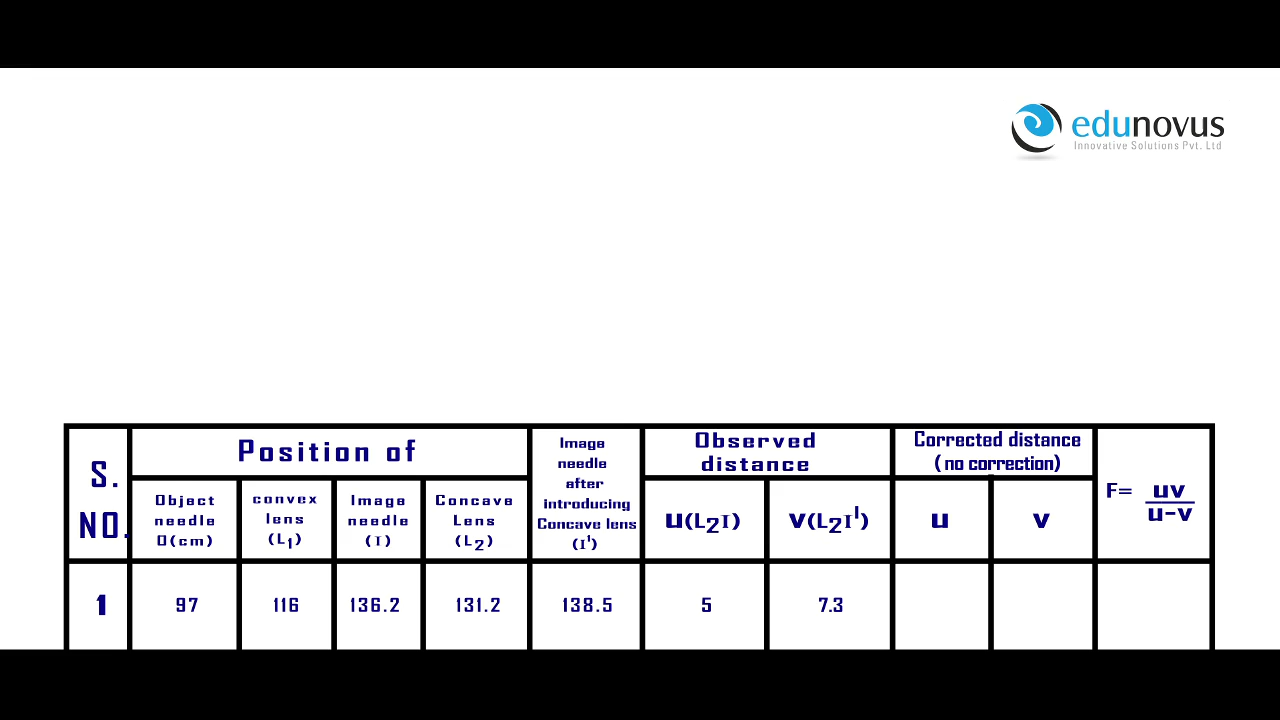 edunovus
Innovative Solutions Pvt. Ltd
S.
NO.
Position of
Object
needle
O(cm)
convex
lens
(L1)
Image
needle
(I)
Concave
Lens
(L2)
Image
needle
after
introducing
Concave lens
(I')
Observed
distance
u(L2I)
v(L2I')
Corrected distance
(no correction)
u
v
F= uv
u-v
1
97
116
136.2
131.2
138.5
5
7.3